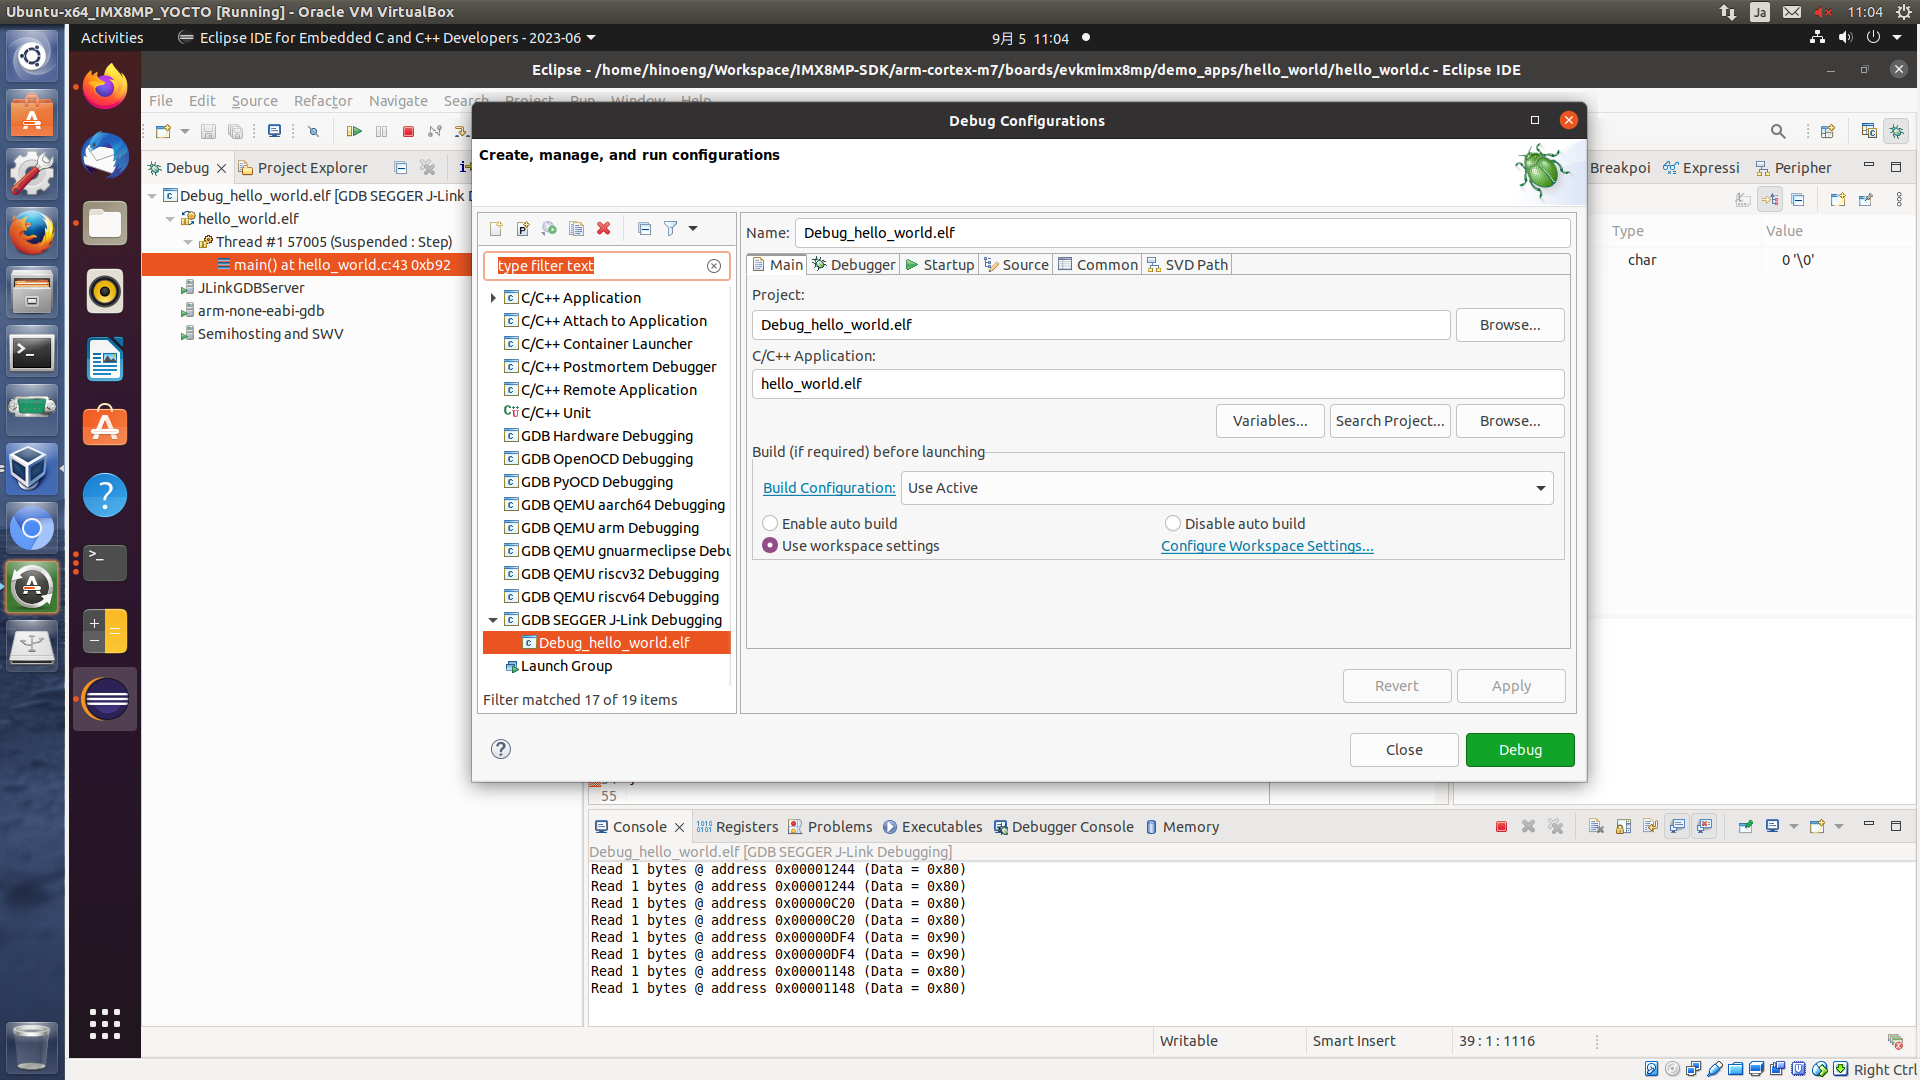 Ubuntu-x64_IMX8MP_YOCTO [Running] - Oracle VM VirtualBox
Ja
11:04
Activities
Eclipse IDE for Embedded C and C++ Developers - 2023-06
9月 5 11:04
Eclipse - /home/hinoeng/Workspace/IMX8MP-SDK/arm-cortex-m7/boards/evkmimx8mp/demo_apps/hello_world/hello_world.c - Eclipse IDE
File Edit Source Refactor Navigate Search Project Run Window Help
Debug
Project Explorer
Debug_hello_world.elf [GDB SEGGER J-Link D
hello_world.elf
Thread #1 57005 (Suspended : Step)
main() at hello_world.c:43 0xb92
JLinkGDBServer
arm-none-eabi-gdb
Semihosting and SWV
Breakpoi
Expressi
Peripher
Type
Value
char
0 '\0'
Debug Configurations
Create, manage, and run configurations
type filter text
C/C++ Application
C/C++ Attach to Application
C/C++ Container Launcher
C/C++ Postmortem Debugger
C/C++ Remote Application
C/C++ Unit
GDB Hardware Debugging
GDB OpenOCD Debugging
GDB PyOCD Debugging
GDB QEMU aarch64 Debugging
GDB QEMU arm Debugging
GDB QEMU gnuarmeclipse Debu
GDB QEMU riscv32 Debugging
GDB QEMU riscv64 Debugging
GDB SEGGER J-Link Debugging
Debug_hello_world.elf
Launch Group
Filter matched 17 of 19 items
Name:
Debug_hello_world.elf
Main
Debugger
Startup
Source
Common
SVD Path
Project:
Debug_hello_world.elf
Browse...
C/C++ Application:
hello_world.elf
Variables...
Search Project...
Browse...
Build (if required) before launching
Build Configuration:
Use Active
Enable auto build
Disable auto build
Use workspace settings
Configure Workspace Settings...
Revert
Apply
Close
Debug
55
Console
Registers
Problems
Executables
Debugger Console
Memory
Debug_hello_world.elf [GDB SEGGER J-Link Debugging]
Read 1 bytes @ address 0x00001244 (Data = 0x80)
Read 1 bytes @ address 0x00001244 (Data = 0x80)
Read 1 bytes @ address 0x00000C20 (Data = 0x80)
Read 1 bytes @ address 0x00000C20 (Data = 0x80)
Read 1 bytes @ address 0x00000DF4 (Data = 0x90)
Read 1 bytes @ address 0x00000DF4 (Data = 0x90)
Read 1 bytes @ address 0x00001148 (Data = 0x80)
Read 1 bytes @ address 0x00001148 (Data = 0x80)
Writable
Smart Insert
39 : 1 : 1116
Right Ctrl